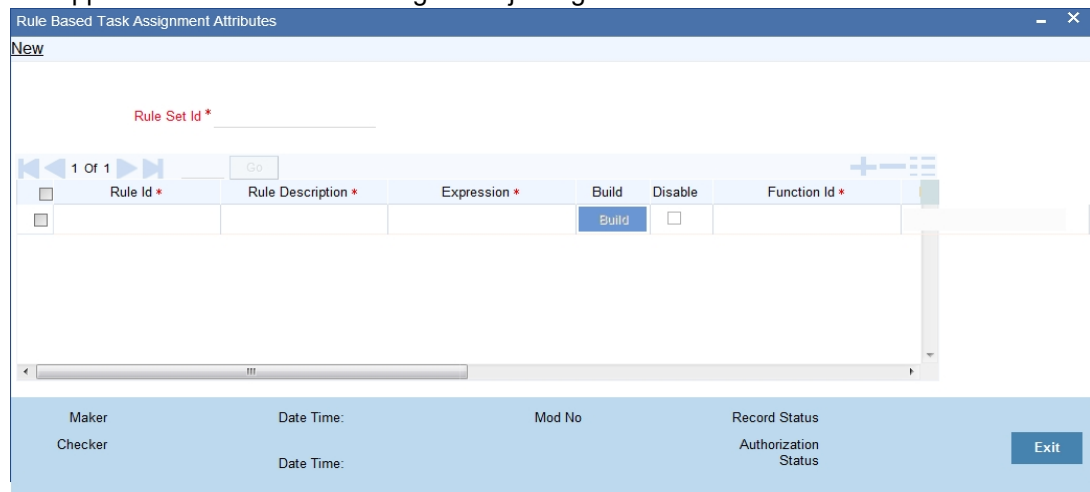 Rule Based Task Assignment Attributes
New
Rule Set Id *
1 Of 1 Go
Rule Id * Rule Description * Expression * Build Disable Function Id *
Build
Maker Date Time: Mod No Record Status
Checker Date Time: Authorization Status Exit